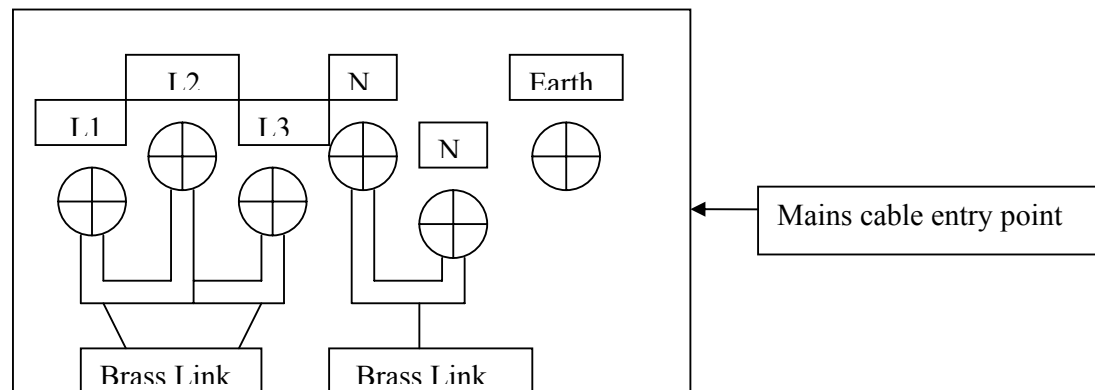 L2
N
Earth
L1
L3
N
Mains cable entry point
Brass Link
Brass Link